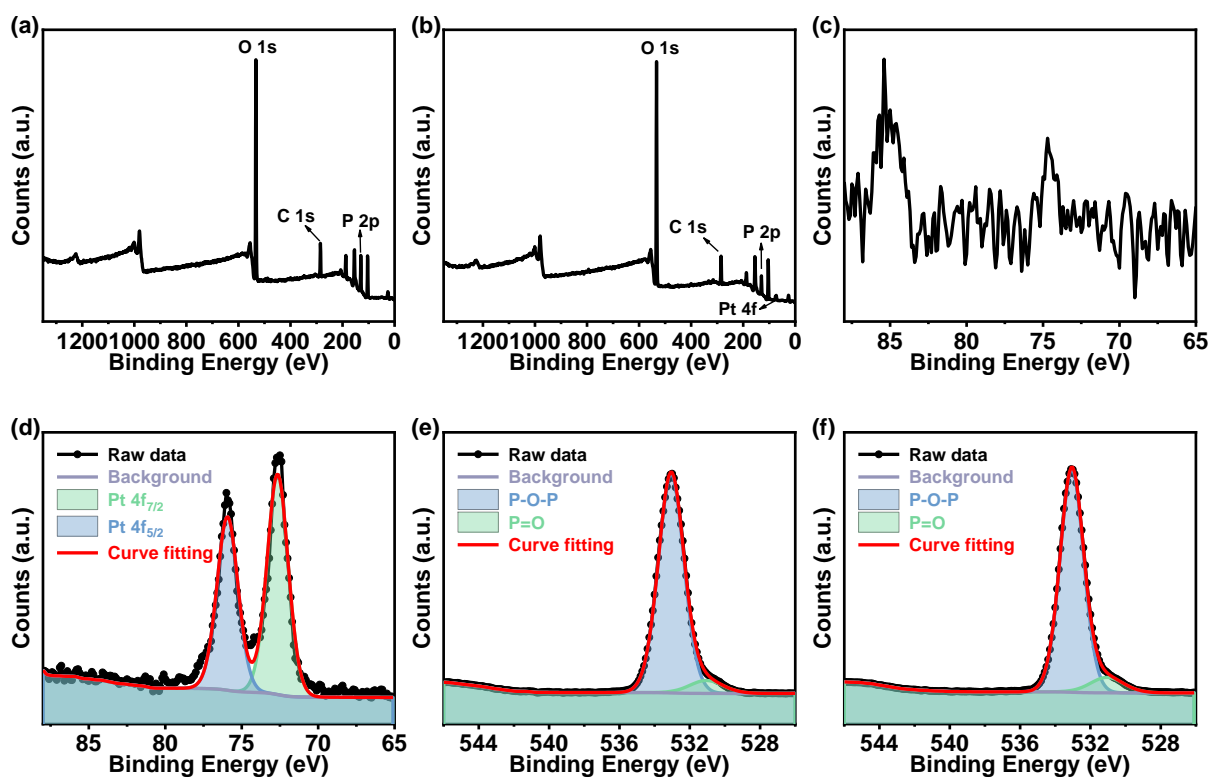 (a)
O 1s
C 1s
P 2p
Counts (a.u.)
1200 1000 800 600 400 200 0
Binding Energy (eV)
(b)
O 1s
C 1s
P 2p
Pt 4f
Counts (a.u.)
1200 1000 800 600 400 200 0
Binding Energy (eV)
(c)
Counts (a.u.)
85 80 75 70 65
Binding Energy (eV)
(d)
Raw data
Background
Pt 4f7/2
Pt 4f5/2
Curve fitting
Counts (a.u.)
85 80 75 70 65
Binding Energy (eV)
(e)
Raw data
Background
P-O-P
P=O
Curve fitting
Counts (a.u.)
544 540 536 532 528
Binding Energy (eV)
(f)
Raw data
Background
P-O-P
P=O
Curve fitting
Counts (a.u.)
544 540 536 532 528
Binding Energy (eV)